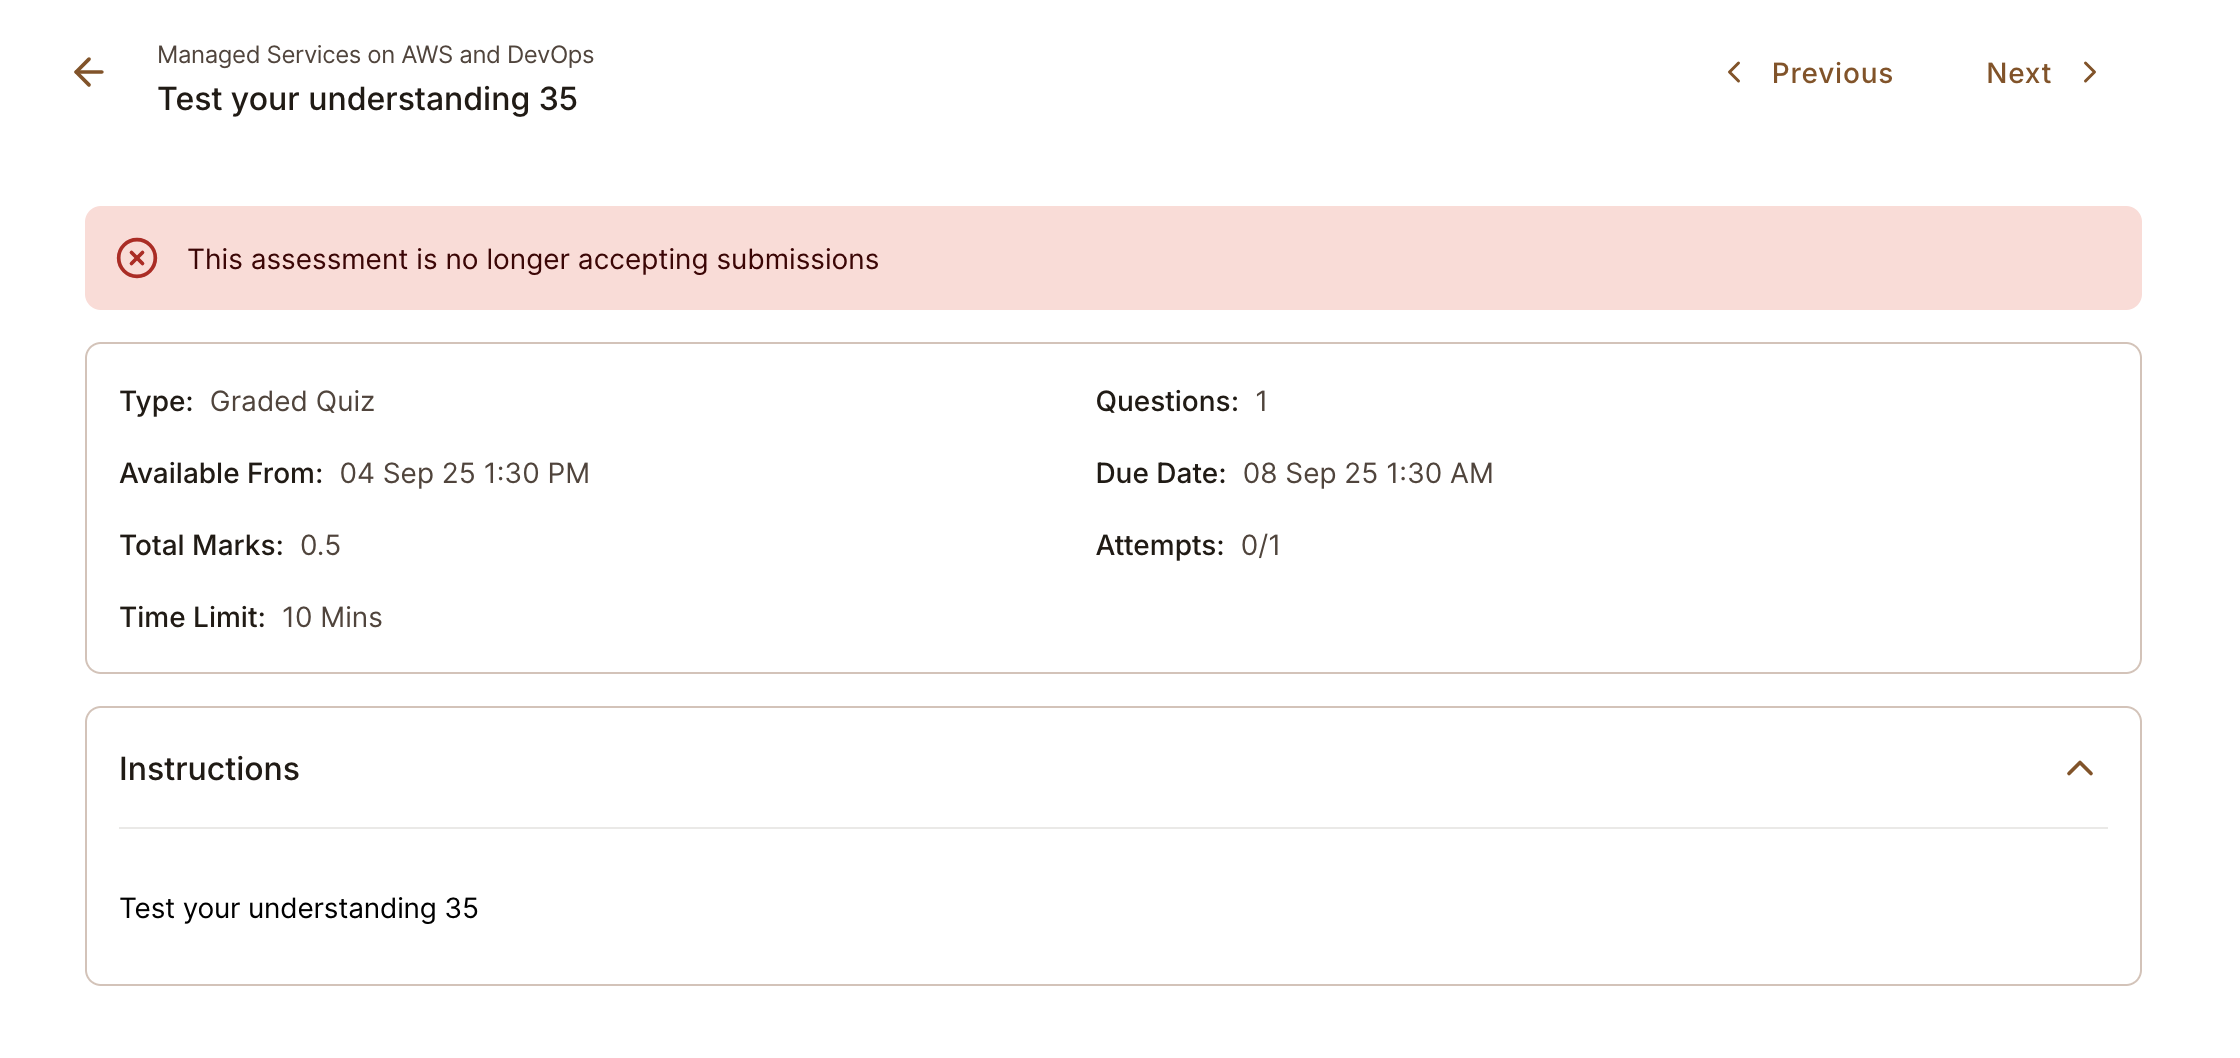 Managed Services on AWS and DevOps
Test your understanding 35
Previous
Next
This assessment is no longer accepting submissions
Type: Graded Quiz
Questions: 1
Available From: 04 Sep 25 1:30 PM
Due Date: 08 Sep 25 1:30 AM
Total Marks: 0.5
Attempts: 0/1
Time Limit: 10 Mins
Instructions
Test your understanding 35